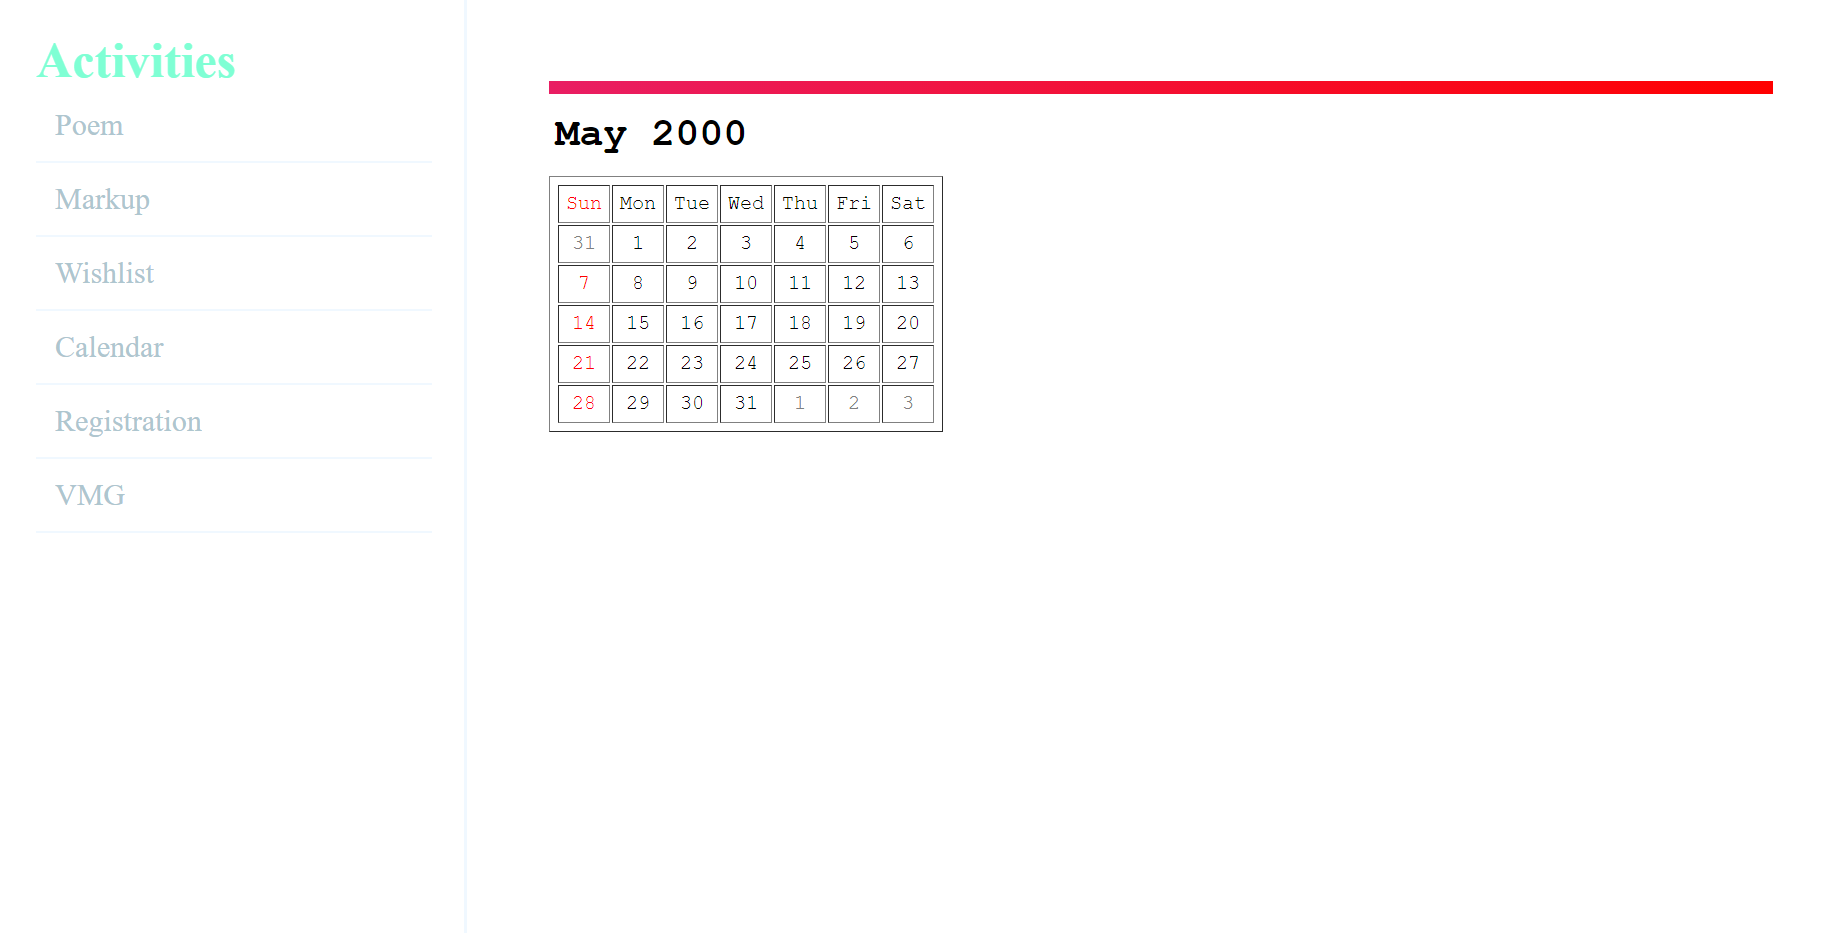 Activities
Poem
Markup
Wishlist
Calendar
Registration
VMG
May 2000
Sun Mon Tue Wed Thu Fri Sat
31 1 2 3 4 5 6
7 8 9 10 11 12 13
14 15 16 17 18 19 20
21 22 23 24 25 26 27
28 29 30 31 1 2 3